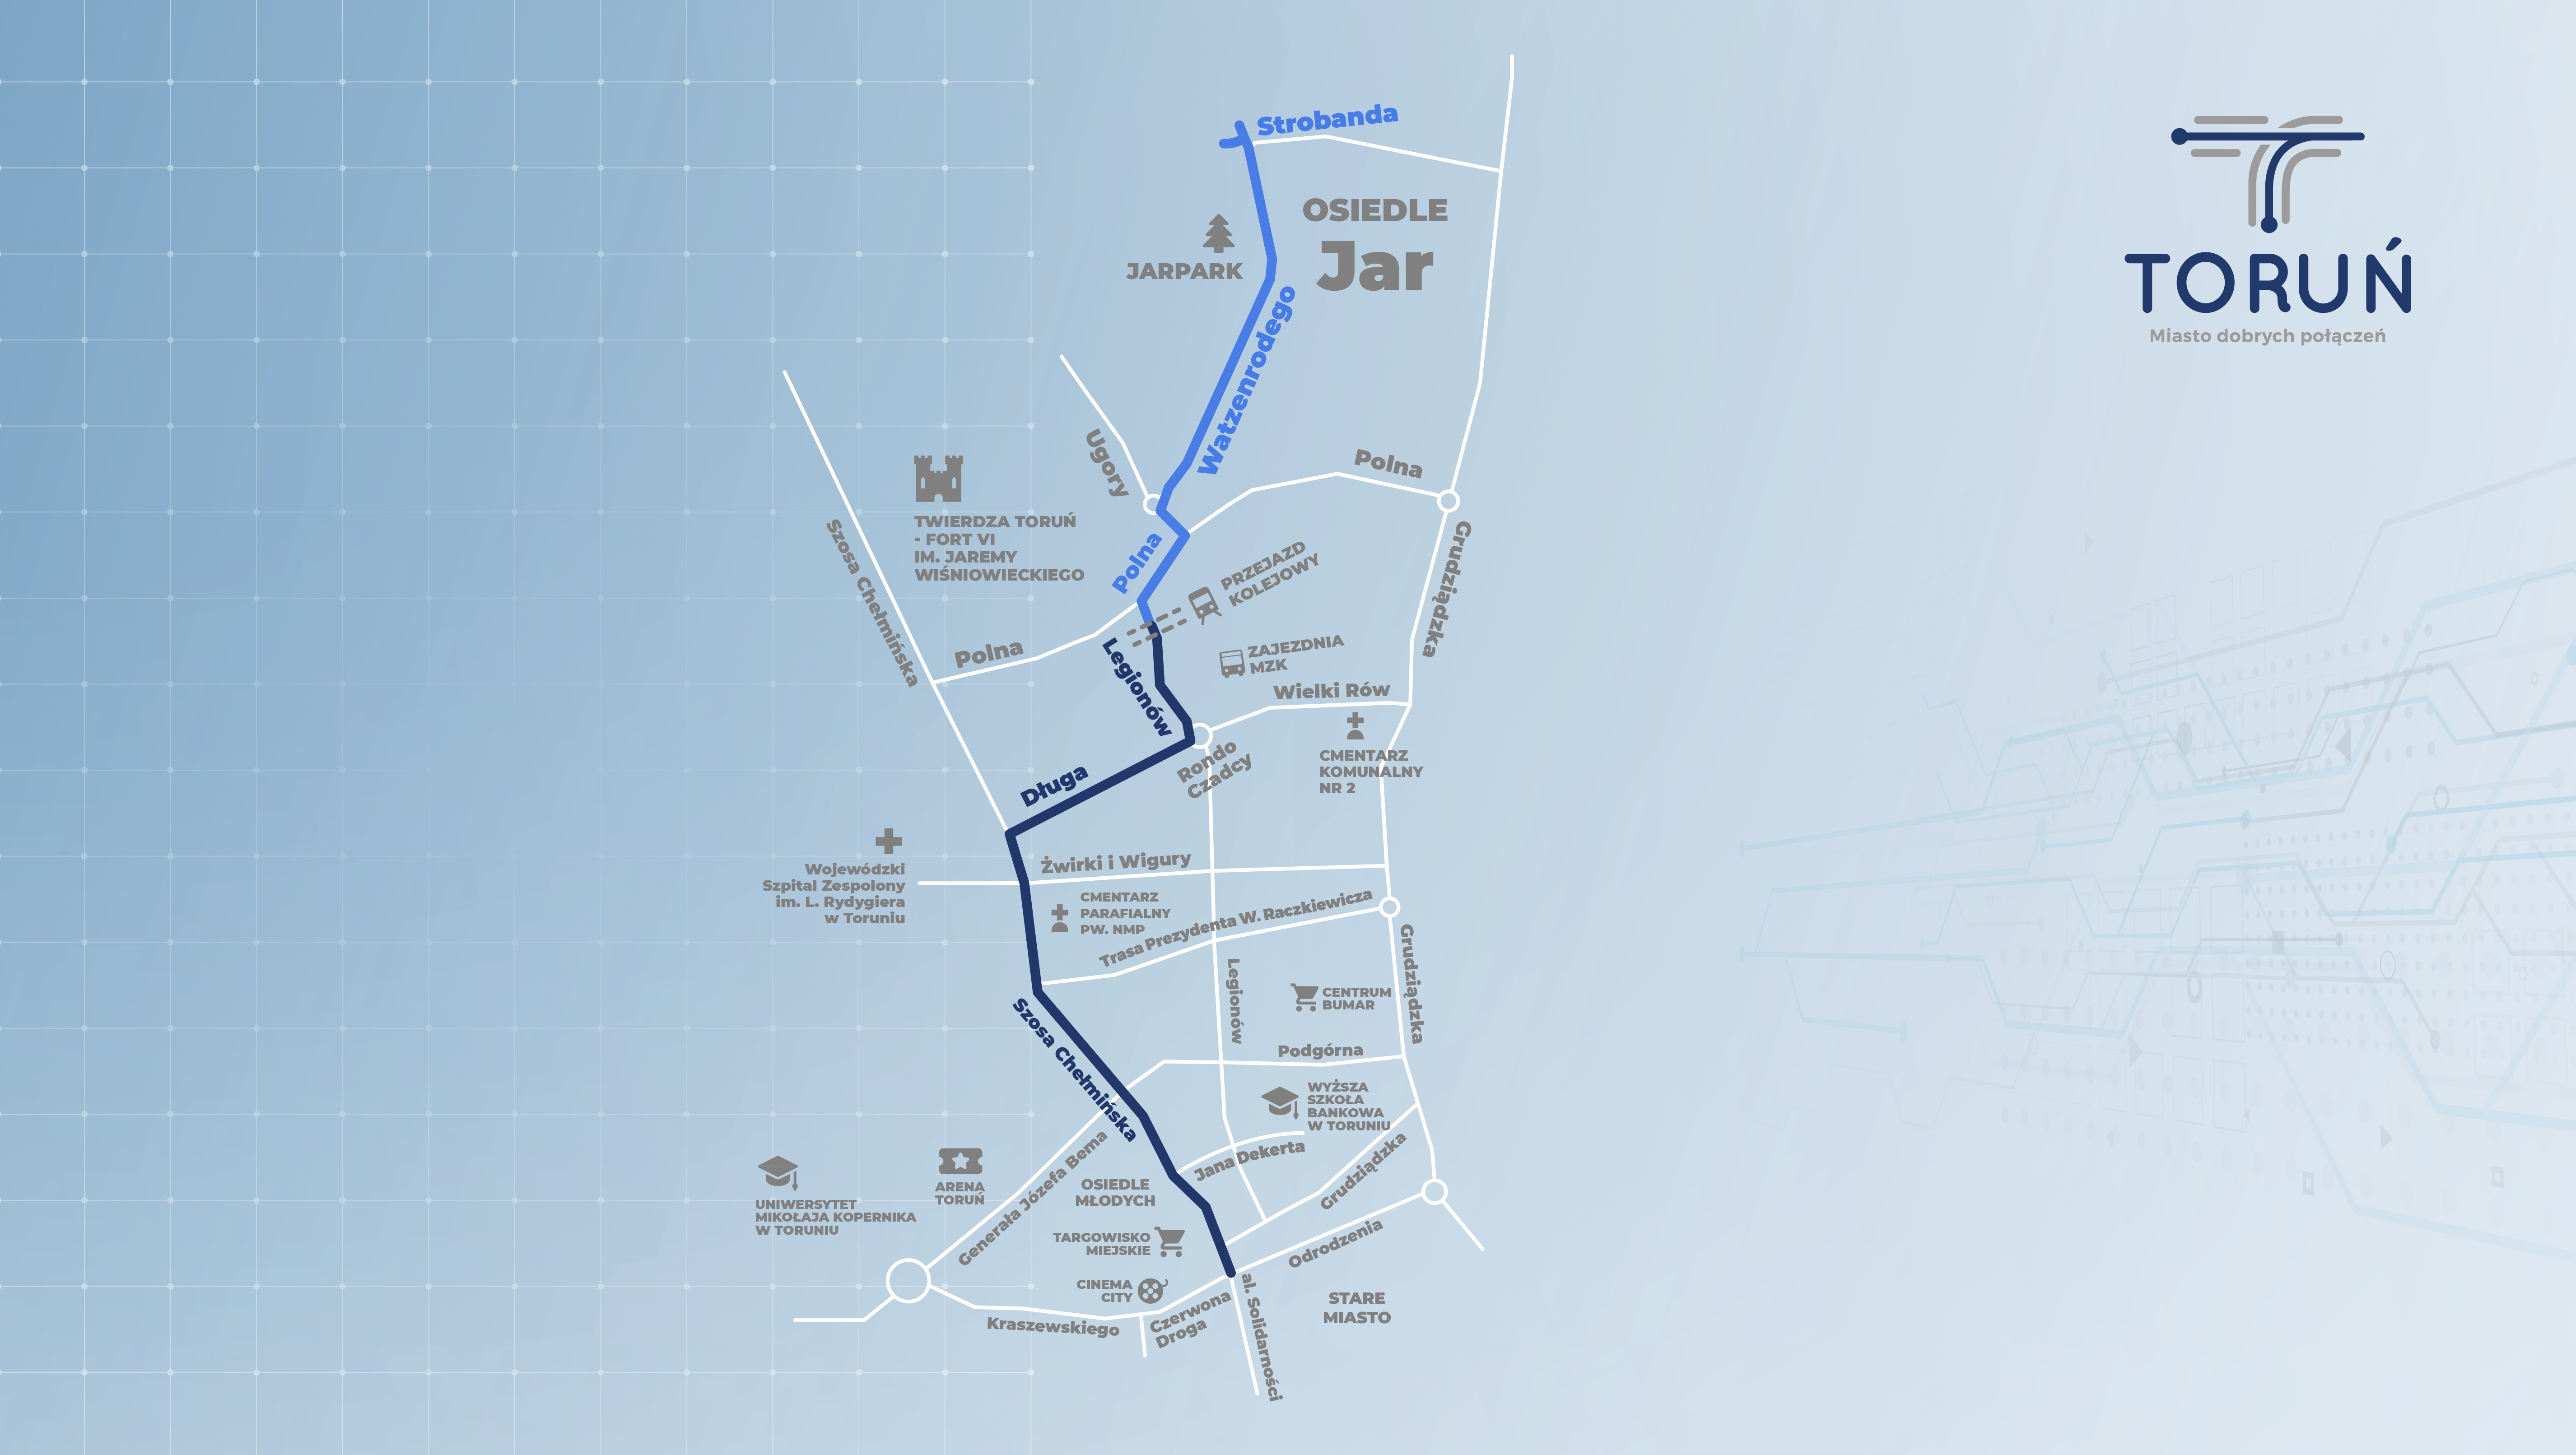 Strobanda
OSIEDLE
Jar
JARPARK
TORUŃ
Miasto dobrych połączeń
Watzenrodego
Ugory
Polna
TWIERDZA TORUŃ
- FORT VI
IM. JAREMY
WIŚNIOWIECKIEGO
Szosa Chełmińska
Polna
PRZEJAZD
KOLEJOWY
Grudziądzka
Polna
Legionów
ZAJEZDNIA
MZK
Wielki Rów
Rondo
Czadcy
CMENTARZ
KOMUNALNY
NR 2
Długa
Wojewódzki
Szpital Zespolony
im. L. Rydygiera
w Toruniu
Żwirki i Wigury
CMENTARZ
PARAFIALNY
PW. NMP
Trasa Prezydenta W. Raczkiewicza
Legionów
Grudziądzka
CENTRUM
BUMAR
Szosa Chełmińska
Podgórna
WYŻSZA
SZKOŁA
BANKOWA
W TORUNIU
Jana Dekerta
Grudziądzka
Generała Józefa Bema
ARENA
TORUŃ
OSIEDLE
MŁODYCH
UNIWERSYTET
MIKOŁAJA KOPERNIKA
W TORUNIU
TARGOWISKO
MIEJSKIE
Odrodzenia
CINEMA
CITY
STARE
MIASTO
Kraszewskiego
Czerwona
Droga
al. Solidarności